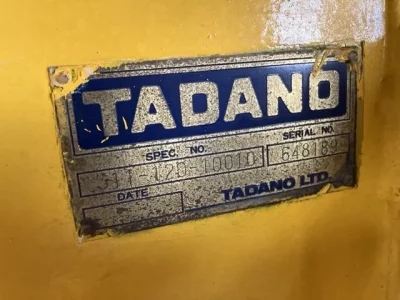 TADANO
SPEC. NO. SERIAL NO.
648189
DATE
TADANO LTD.